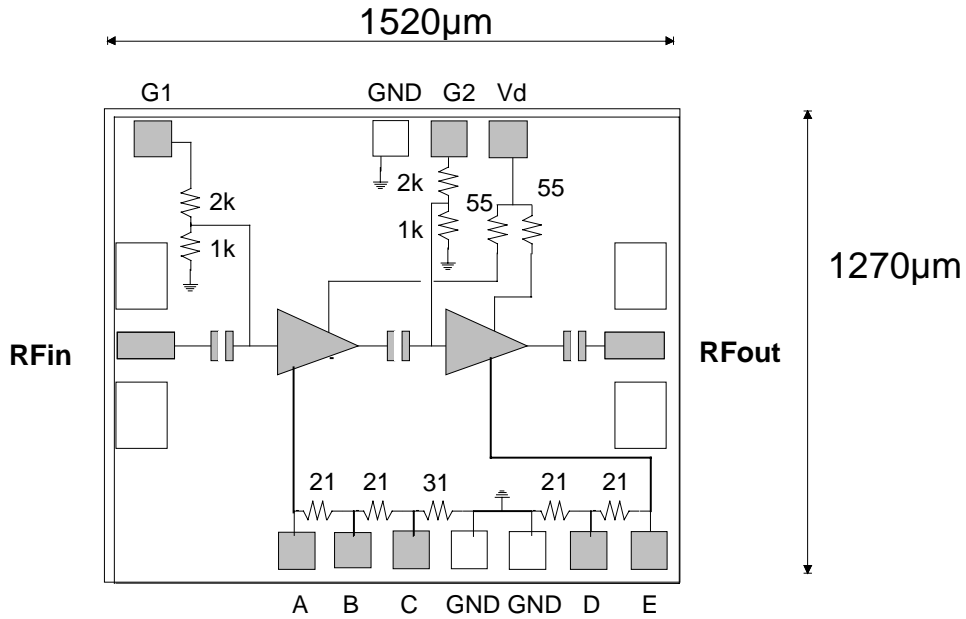 1520µm
G1 GND G2 Vd
2k 2k 55 55
1k 1k
1270µm
RFin RFout
21 21 31 21 21
A B C GND GND D E